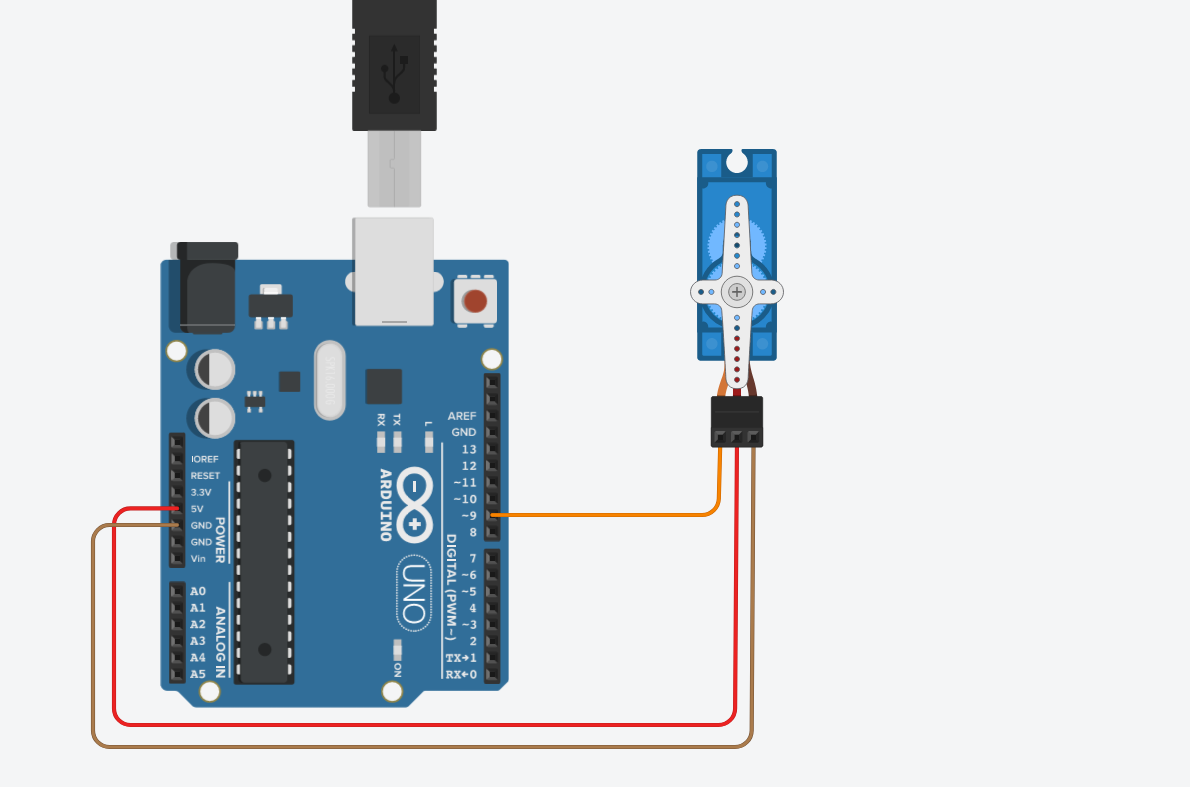 RX
TX
L
AREF
GND
13
12
~11
~10
~9
8
7
~6
~5
4
~3
2
TX→1
RX←0
DIGITAL (PWM~)
IOREF
RESET
3.3V
5V
GND
GND
Vin
POWER
A0
A1
A2
A3
A4
A5
ANALOG IN
ARDUINO
UNO
ON